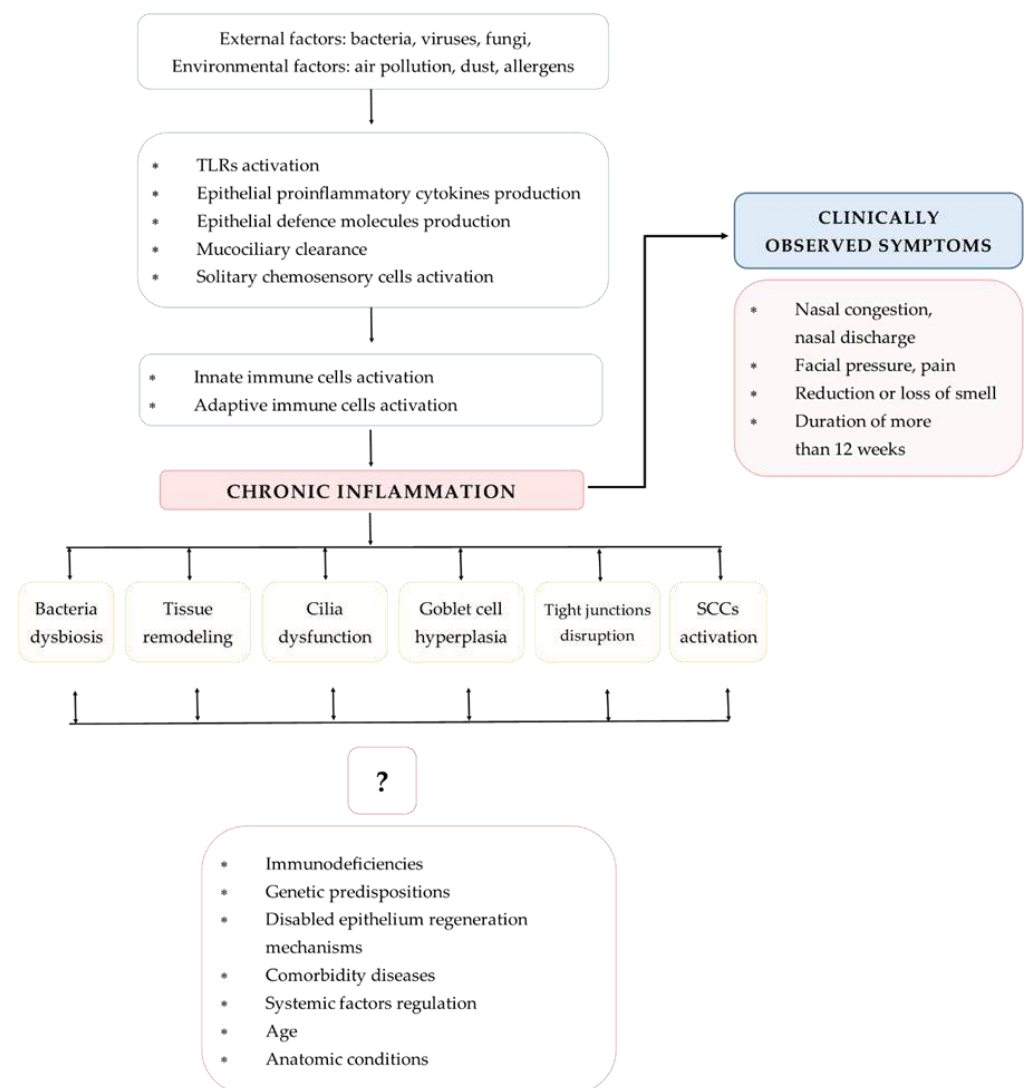 External factors: bacteria, viruses, fungi,
Environmental factors: air pollution, dust, allergens
* TLRs activation
* Epithelial proinflammatory cytokines production
* Epithelial defence molecules production
* Mucociliary clearance
* Solitary chemosensory cells activation
* Innate immune cells activation
* Adaptive immune cells activation
CHRONIC INFLAMMATION
CLINICALLY
OBSERVED SYMPTOMS
* Nasal congestion,
nasal discharge
* Facial pressure, pain
* Reduction or loss of smell
* Duration of more
than 12 weeks
Bacteria
dysbiosis
Tissue
remodeling
Cilia
dysfunction
Goblet cell
hyperplasia
Tight junctions
disruption
SCCs
activation
?
* Immunodeficiencies
* Genetic predispositions
* Disabled epithelium regeneration
mechanisms
* Comorbidity diseases
* Systemic factors regulation
* Age
* Anatomic conditions